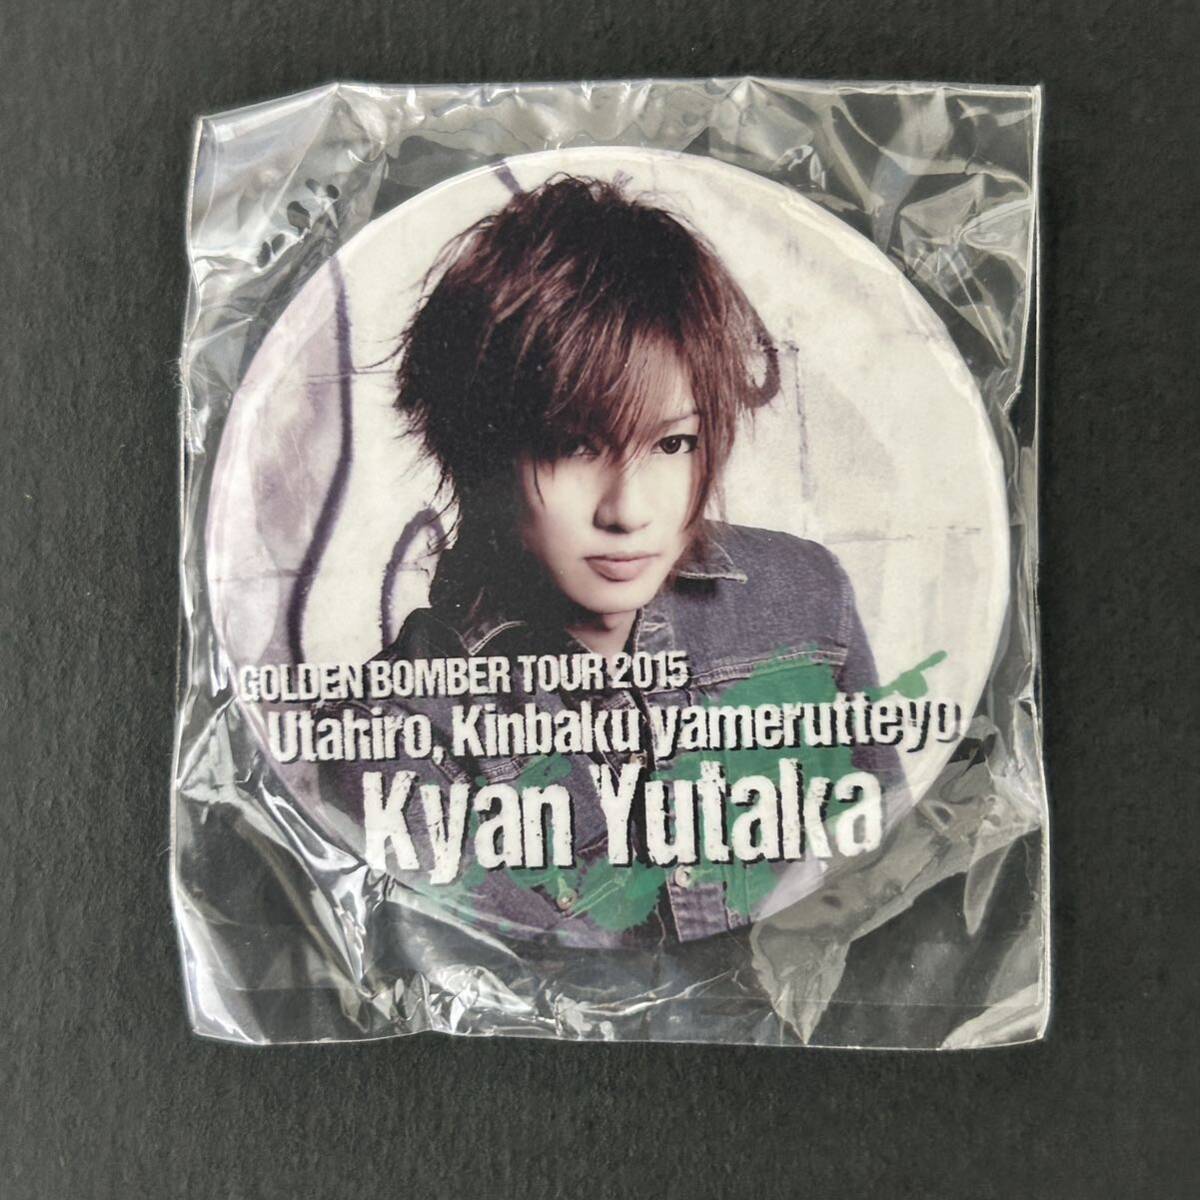 GOLDEN BOMBER TOUR 2015
Utahiro, Kinbaku yamerutteyo
Kyan Yutaka